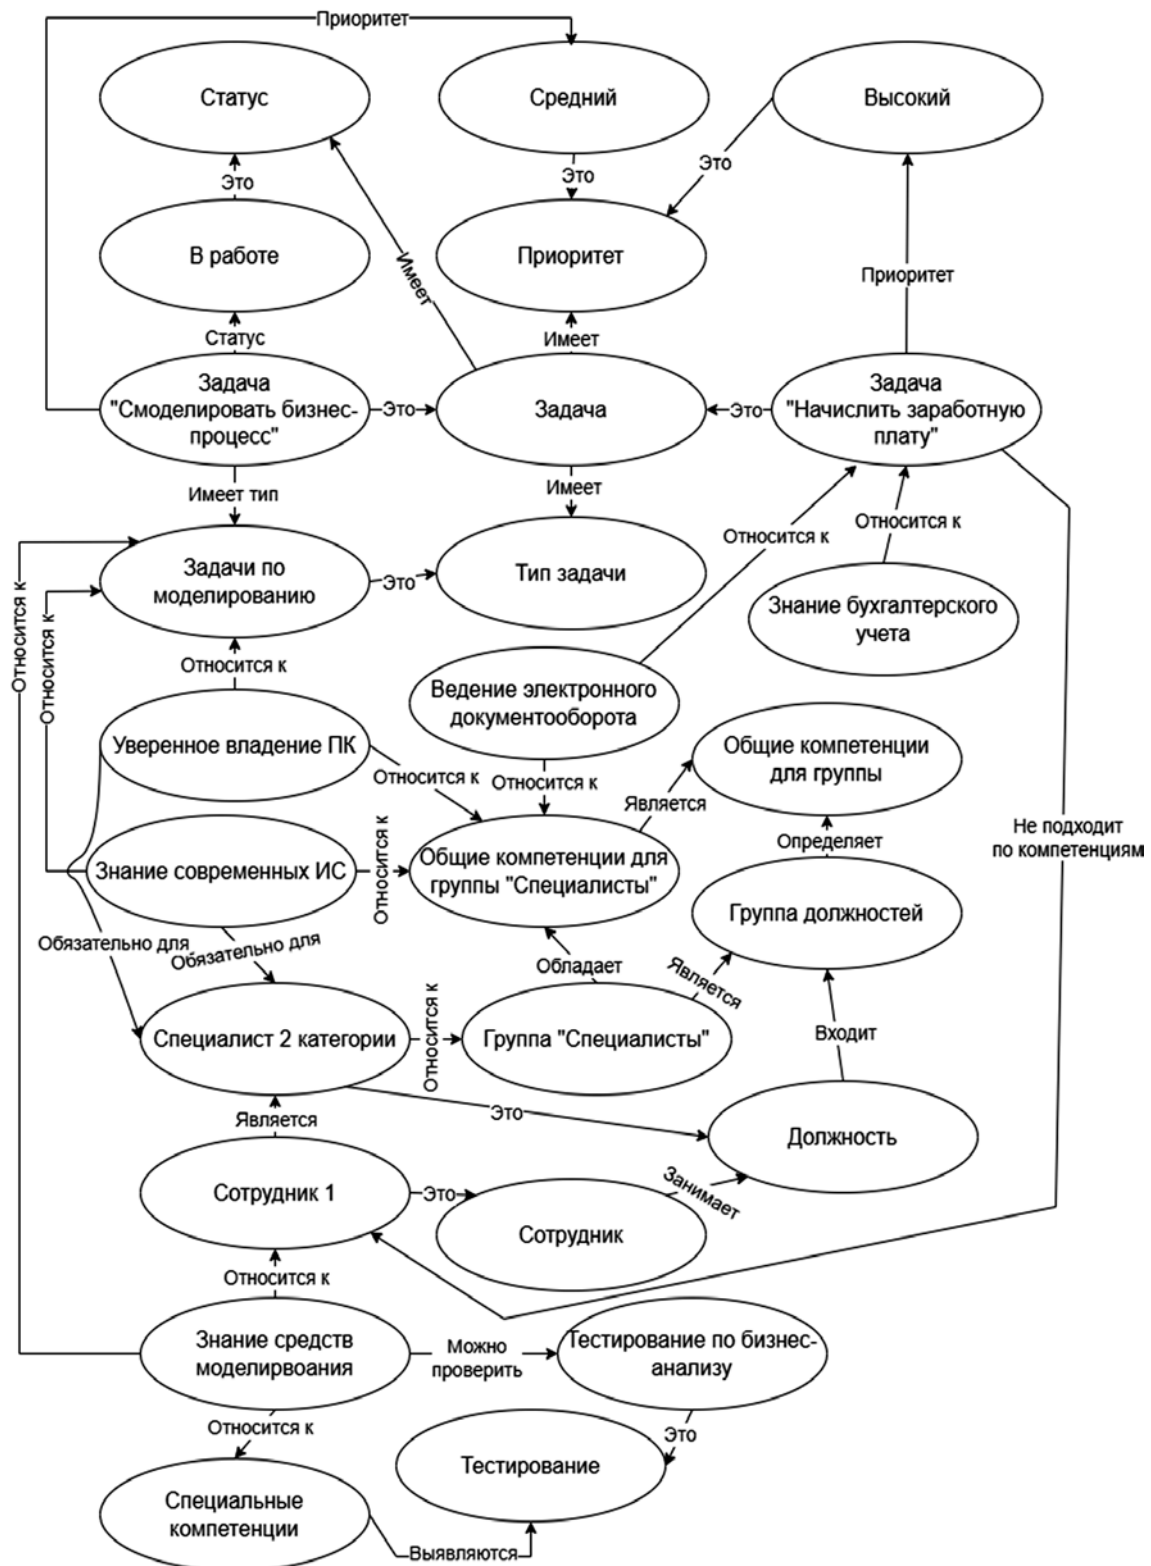 Приоритет
Статус
Средний
Высокий
Это
Это
Это
В работе
Приоритет
Имеет
Приоритет
Статус
Имеет
Задача
"Смоделировать бизнес-
процесс"
Это
Задача
Это
Задача
"Начислить заработную
плату"
Имеет тип
Имеет
Относится к
Относится к
Задачи по
моделированию
Это
Тип задачи
Знание бухгалтерского
учета
Относится к
Относится к
Относится к
Ведение электронного
документооборота
Уверенное владение ПК
Относится к
Относится к
Общие компетенции
для группы
Является
Не подходит
по компетенциям
Знание современных ИС
Относится к
Общие компетенции для
группы "Специалисты"
Определяет
Группа должностей
Обязательно для
Обязательно для
Обладает
Является
Специалист 2 категории
Относится к
Группа "Специалисты"
Входит
Является
Это
Должность
Сотрудник 1
Это
Занимает
Сотрудник
Относится к
Знание средств
моделирвоания
Можно
проверить
Тестирование по бизнес-
анализу
Относится к
Это
Тестирование
Специальные
компетенции
Выявляются